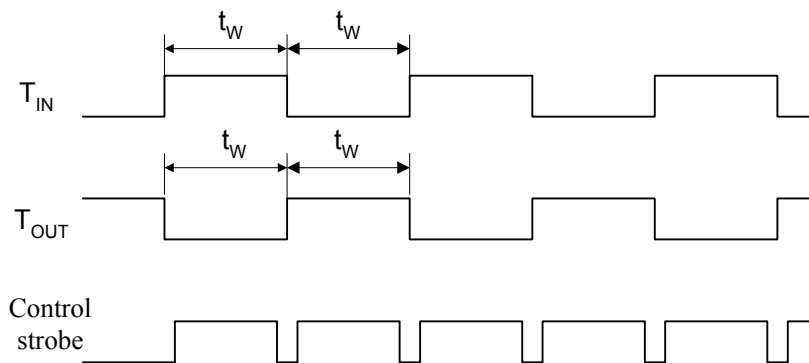 t_W t_W
T_IN
t_W t_W
T_OUT
Control
strobe